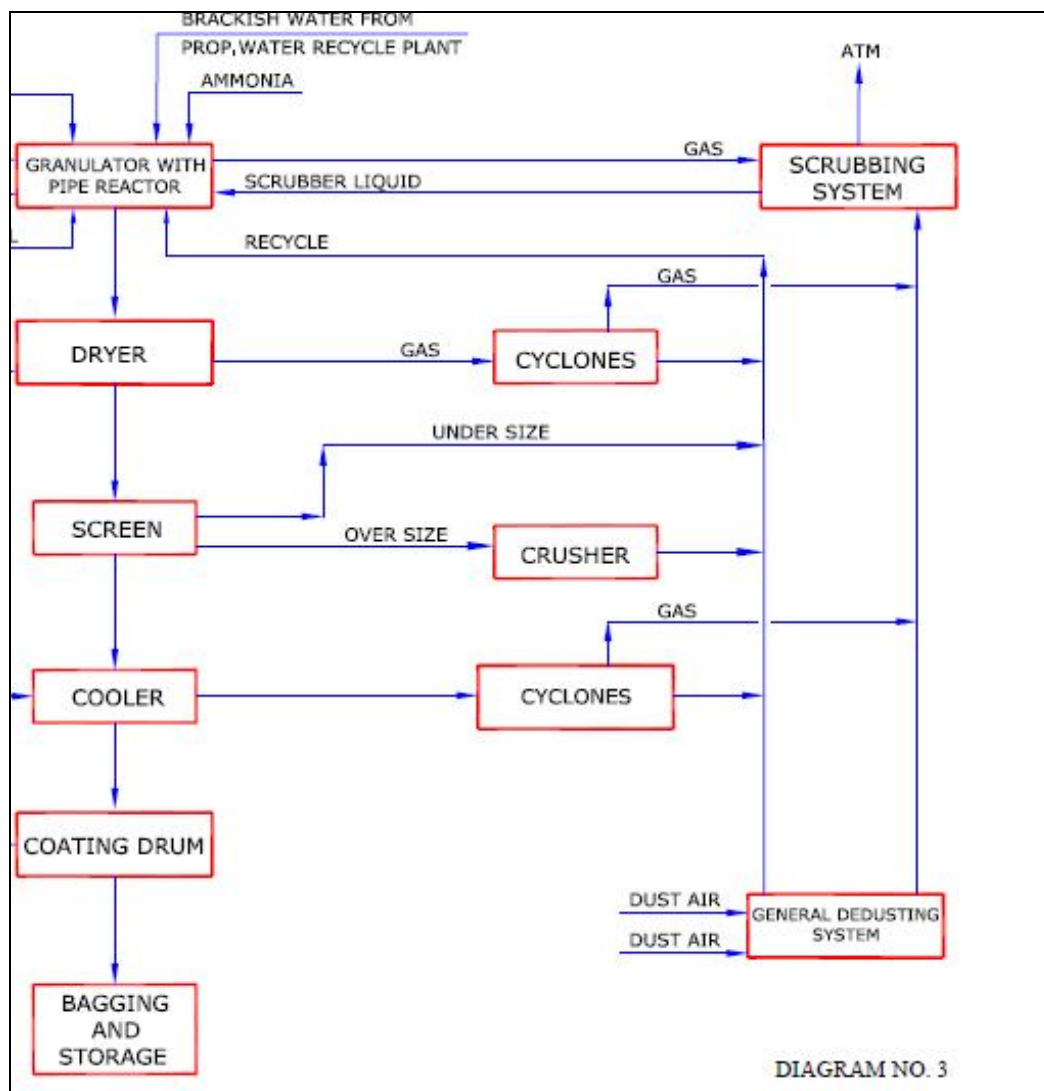 BRACKISH WATER FROM
PROP,WATER RECYCLE PLANT
ATM
AMMONIA
GRANULATOR WITH
PIPE REACTOR
GAS
SCRUBBER LIQUID
SCRUBBING
SYSTEM
L
RECYCLE
GAS
DRYER
GAS
CYCLONES
UNDER SIZE
SCREEN
OVER SIZE
CRUSHER
GAS
COOLER
CYCLONES
COATING DRUM
DUST AIR
DUST AIR
GENERAL DEDUSTING
SYSTEM
BAGGING
AND
STORAGE
DIAGRAM NO. 3